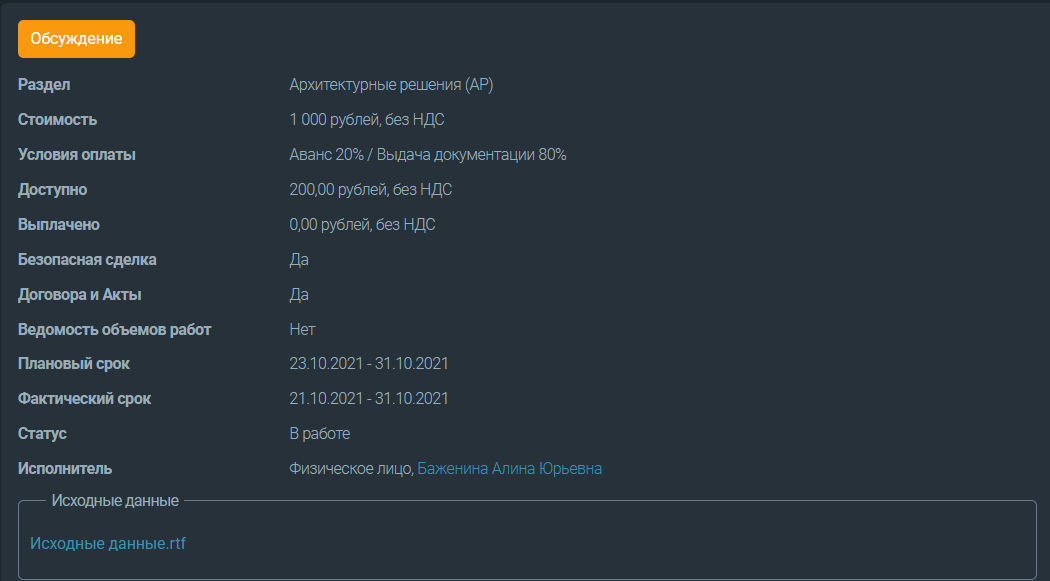 Обсуждение
Раздел Архитектурные решения (АР)
Стоимость 1 000 рублей, без НДС
Условия оплаты Аванс 20% / Выдача документации 80%
Доступно 200,00 рублей, без НДС
Выплачено 0,00 рублей, без НДС
Безопасная сделка Да
Договора и Акты Да
Ведомость объемов работ Нет
Плановый срок 23.10.2021 - 31.10.2021
Фактический срок 21.10.2021 - 31.10.2021
Статус В работе
Исполнитель Физическое лицо, Баженина Алина Юрьевна
Исходные данные
Исходные данные.rtf